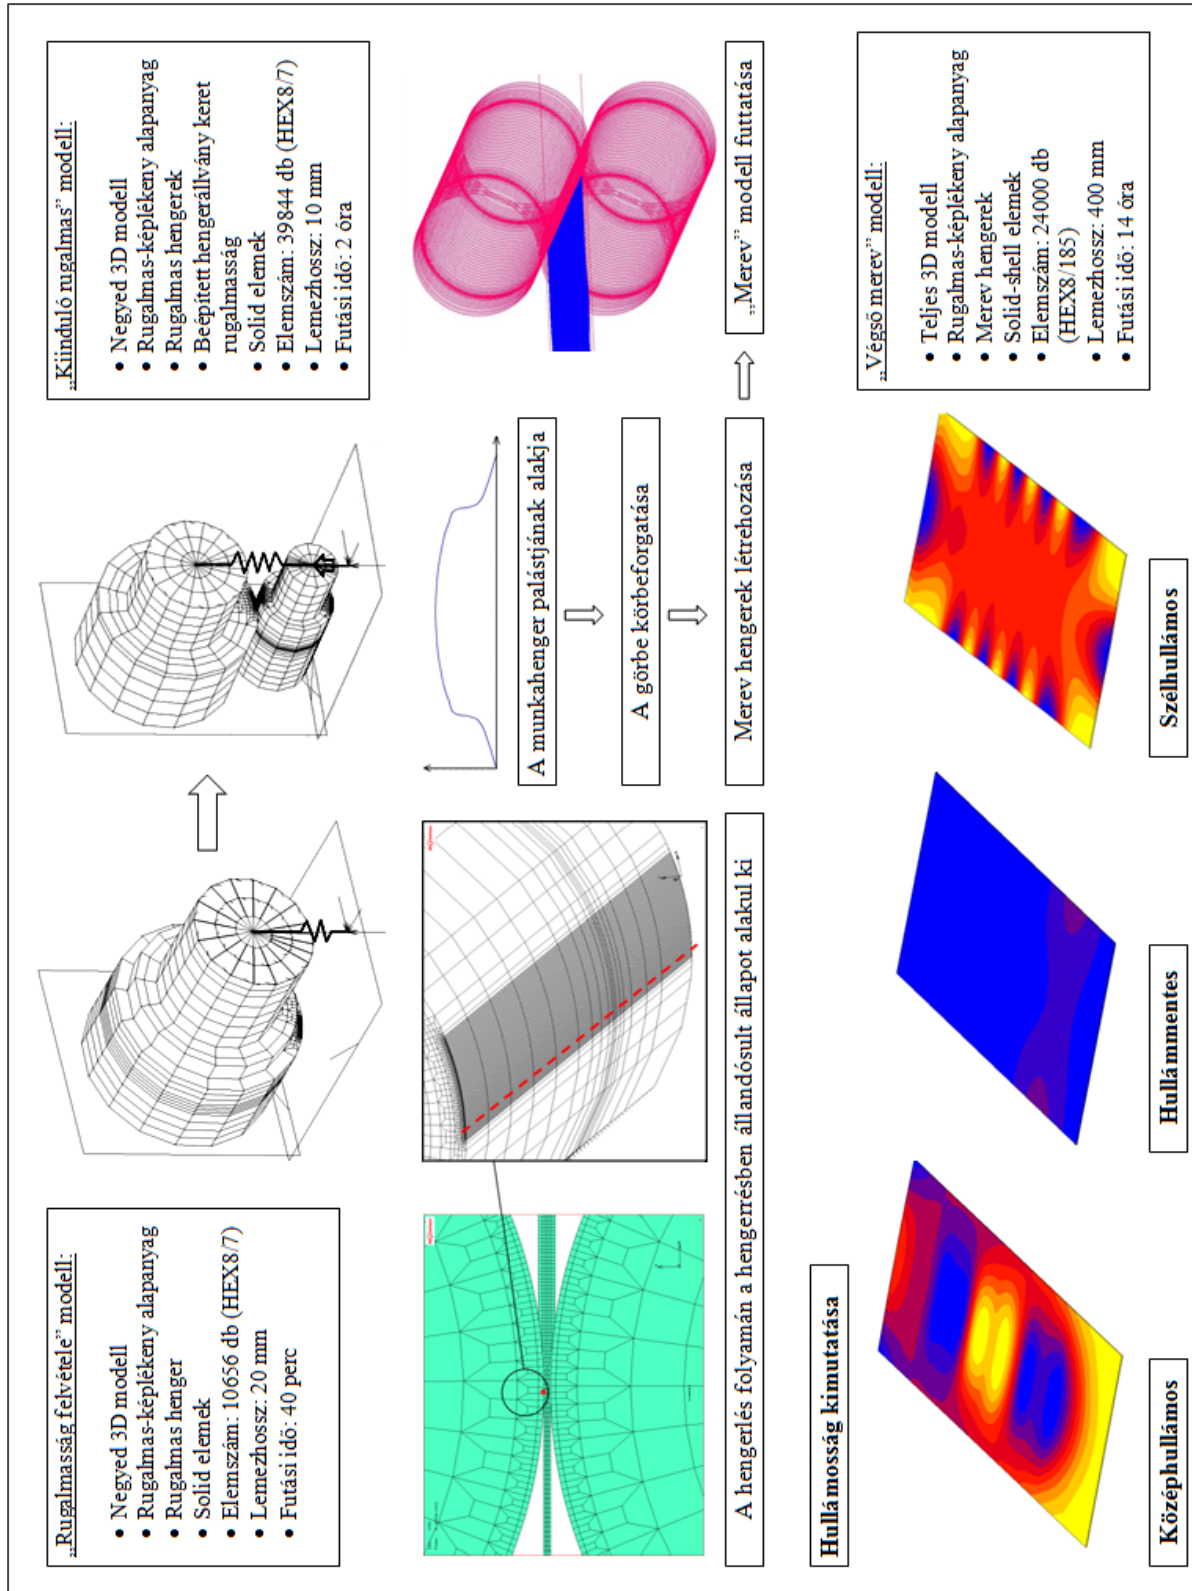 „Rugalmasság felvétele” modell:
• Negyed 3D modell
• Rugalmas-képlékeny alapanyag
• Rugalmas henger
• Solid elemek
• Elemszám: 10656 db (HEX8/7)
• Lemezhossz: 20 mm
• Futási idő: 40 perc
„Kiinduló rugalmas” modell:
• Negyed 3D modell
• Rugalmas-képlékeny alapanyag
• Rugalmas hengerek
• Beépített hengerállvány keret
rugalmasság
• Solid elemek
• Elemszám: 39844 db (HEX8/7)
• Lemezhossz: 10 mm
• Futási idő: 2 óra
A hengerlés folyamán a hengerrésben állandósult állapot alakul ki
A munkahenger palástjának alakja
A görbe körbeforgatása
Merev hengerek létrehozása
„Merev” modell futtatása
Hullámosság kimutatása
Középhullámos
Hullámmentes
Szélhullámos
„Végső merev” modell:
• Teljes 3D modell
• Rugalmas-képlékeny alapanyag
• Merev hengerek
• Solid-shell elemek
• Elemszám: 24000 db
(HEX8/185)
• Lemezhossz: 400 mm
• Futási idő: 14 óra